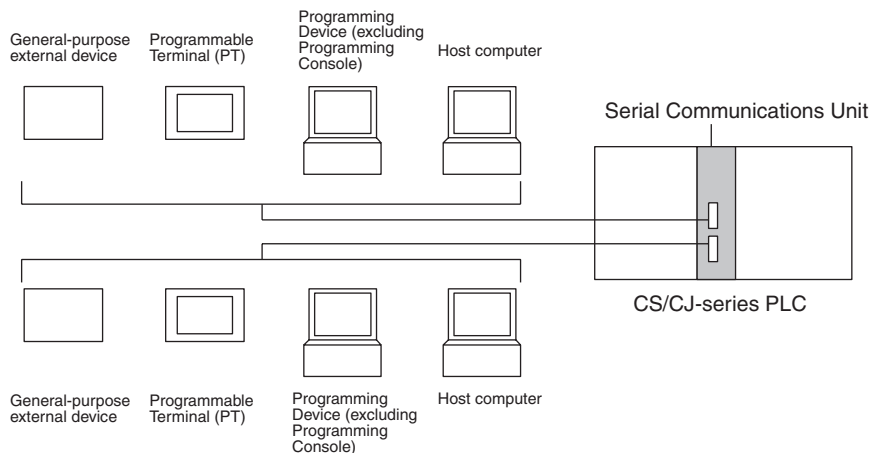 General-purpose
external device
Programmable
Terminal (PT)
Programming
Device (excluding
Programming
Console)
Host computer
Serial Communications Unit
CS/CJ-series PLC
General-purpose
external device
Programmable
Terminal (PT)
Programming
Device (excluding
Programming
Console)
Host computer